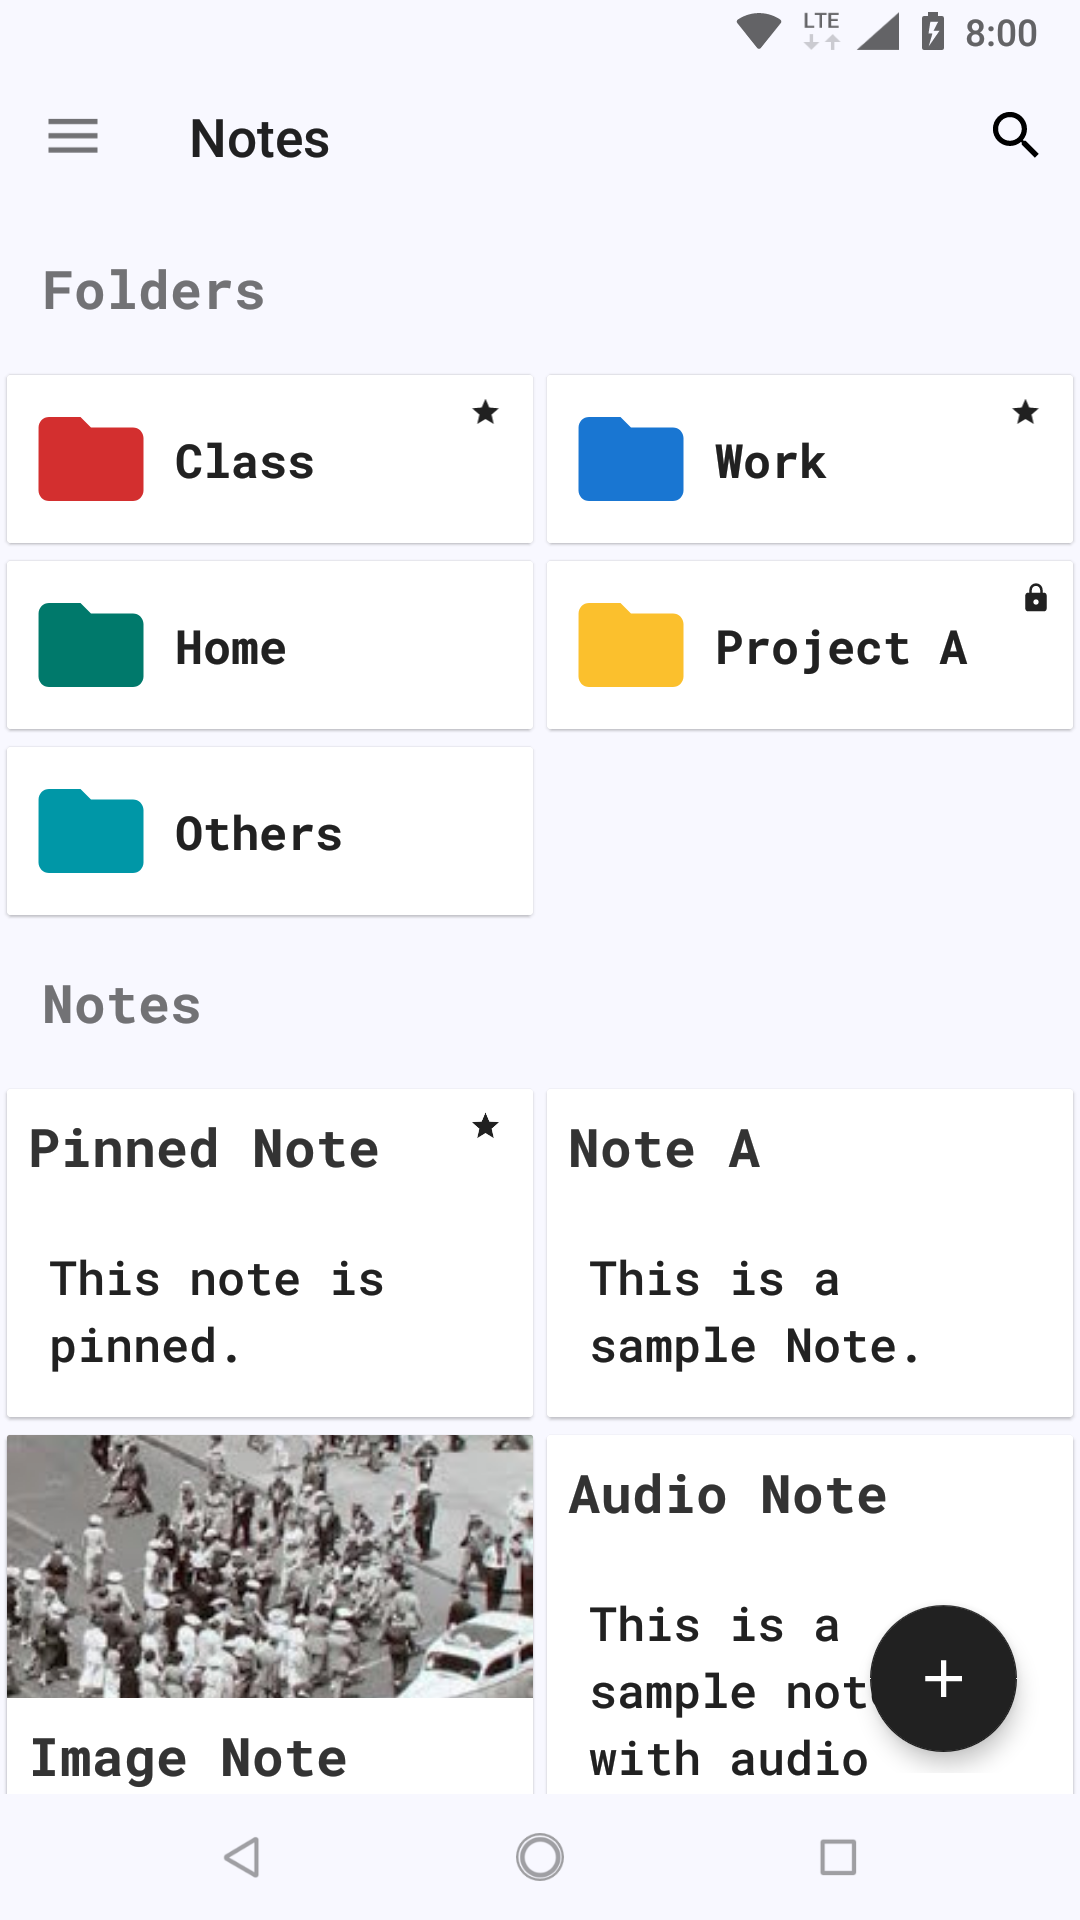 LTE 8:00
Notes
Folders
Class
Work
Home
Project A
Others
Notes
Pinned Note
This note is
pinned.
Note A
This is a
sample Note.
Image Note
Audio Note
This is a
sample not
with audio